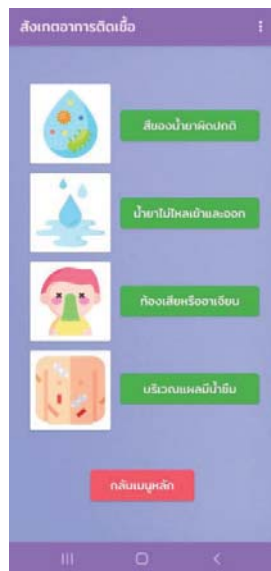 สังเกตอาการติดเชื้อ
สีของน้ำยาผิดปกติ
น้ำยาไม่ไหลเข้าและออก
ท้องเสียหรืออาเจียน
บริเวณแผลมีน้ำซึม
กลับเมนูหลัก